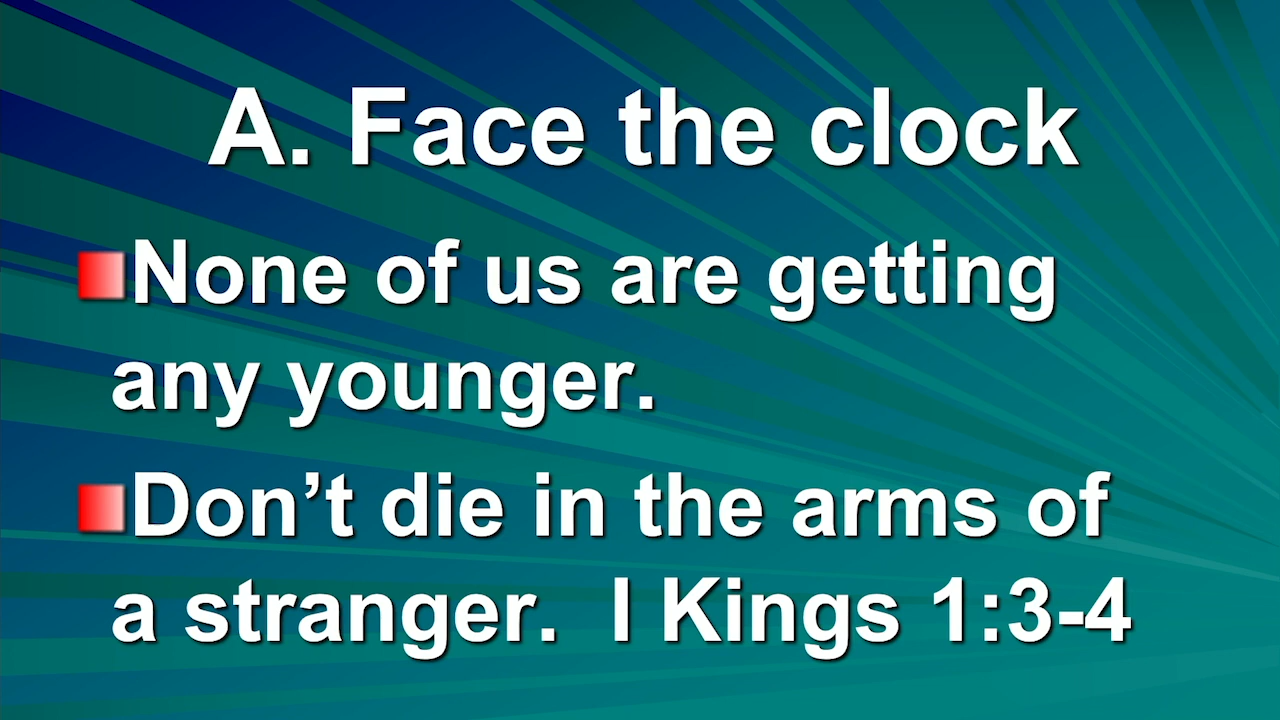 A. Face the clock
None of us are getting
any younger.
Don’t die in the arms of
a stranger.  I Kings 1:3-4